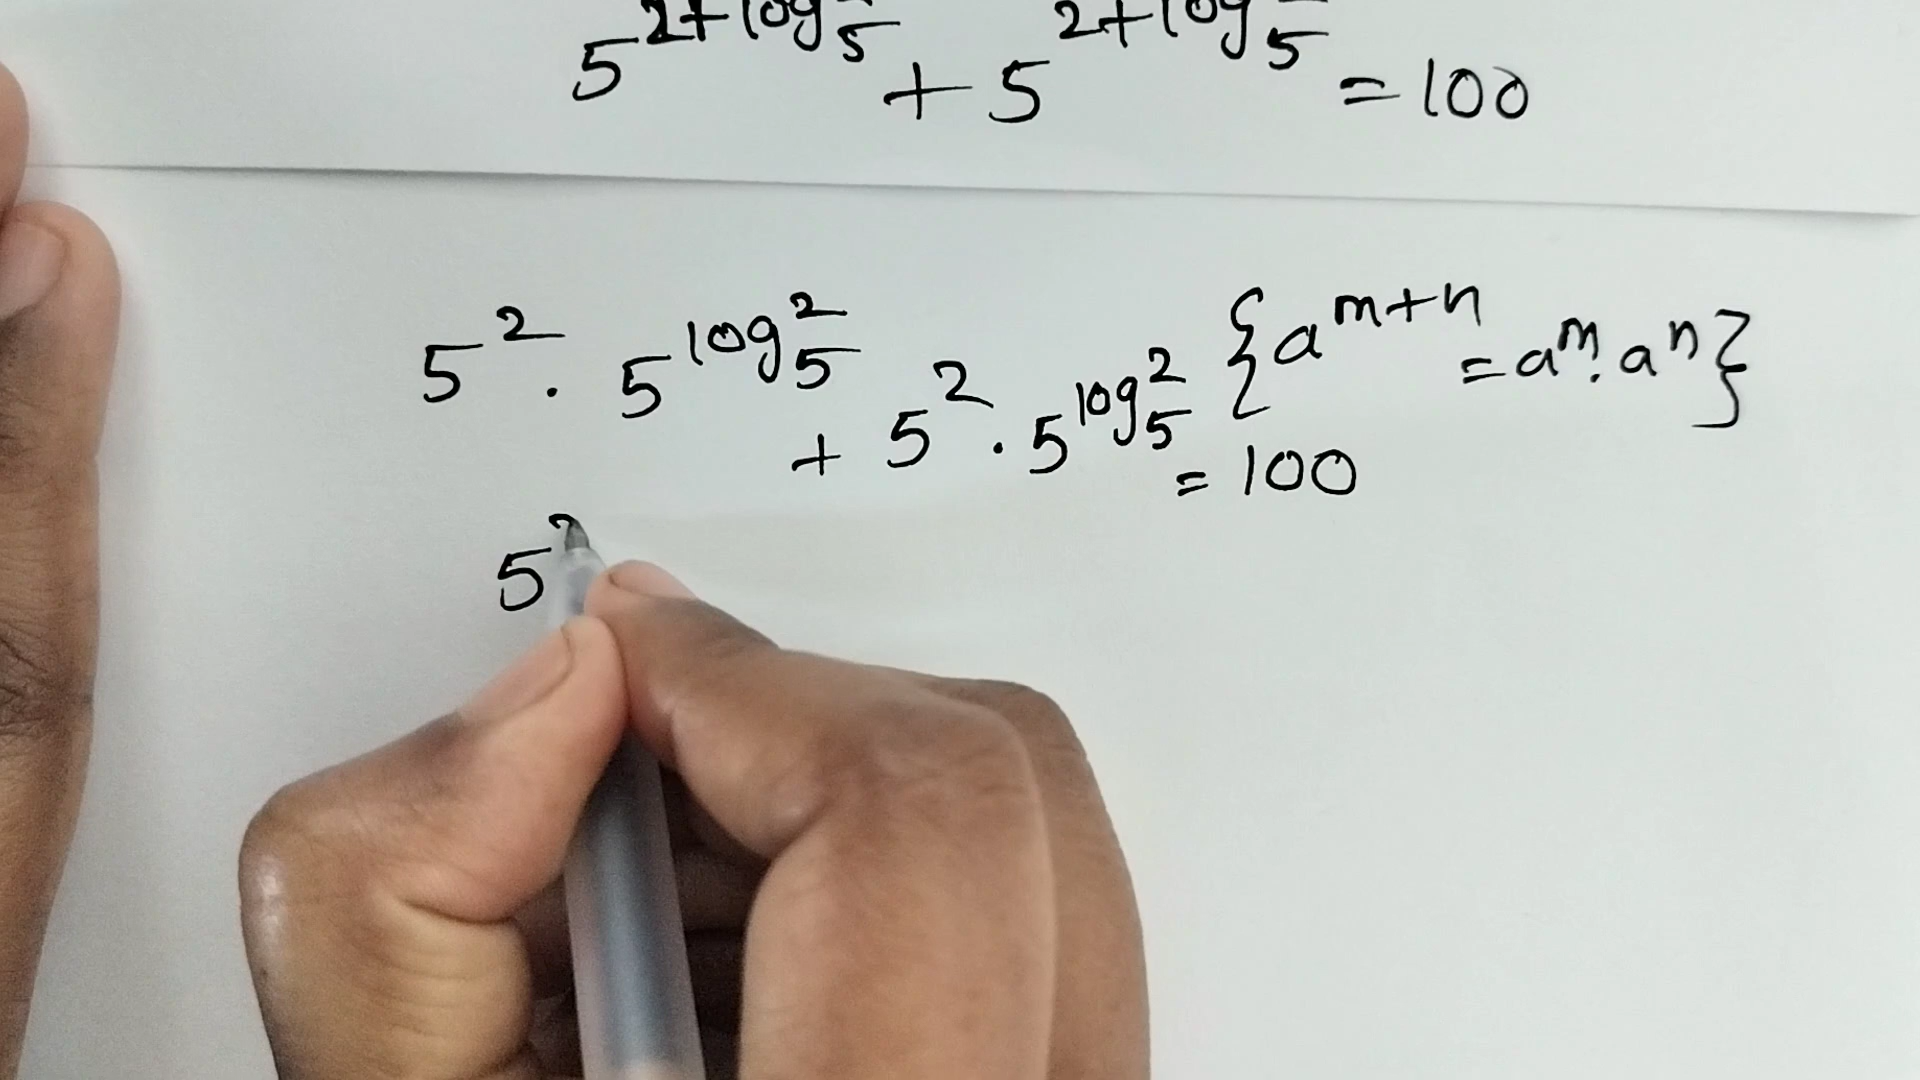 5^{2+log_5} + 5^{2+log_5} = 100
5^2 . 5^{log_5^2} {a^{m+n} = a^m . a^n}
+ 5^2 . 5^{log_5^2} = 100
5^2